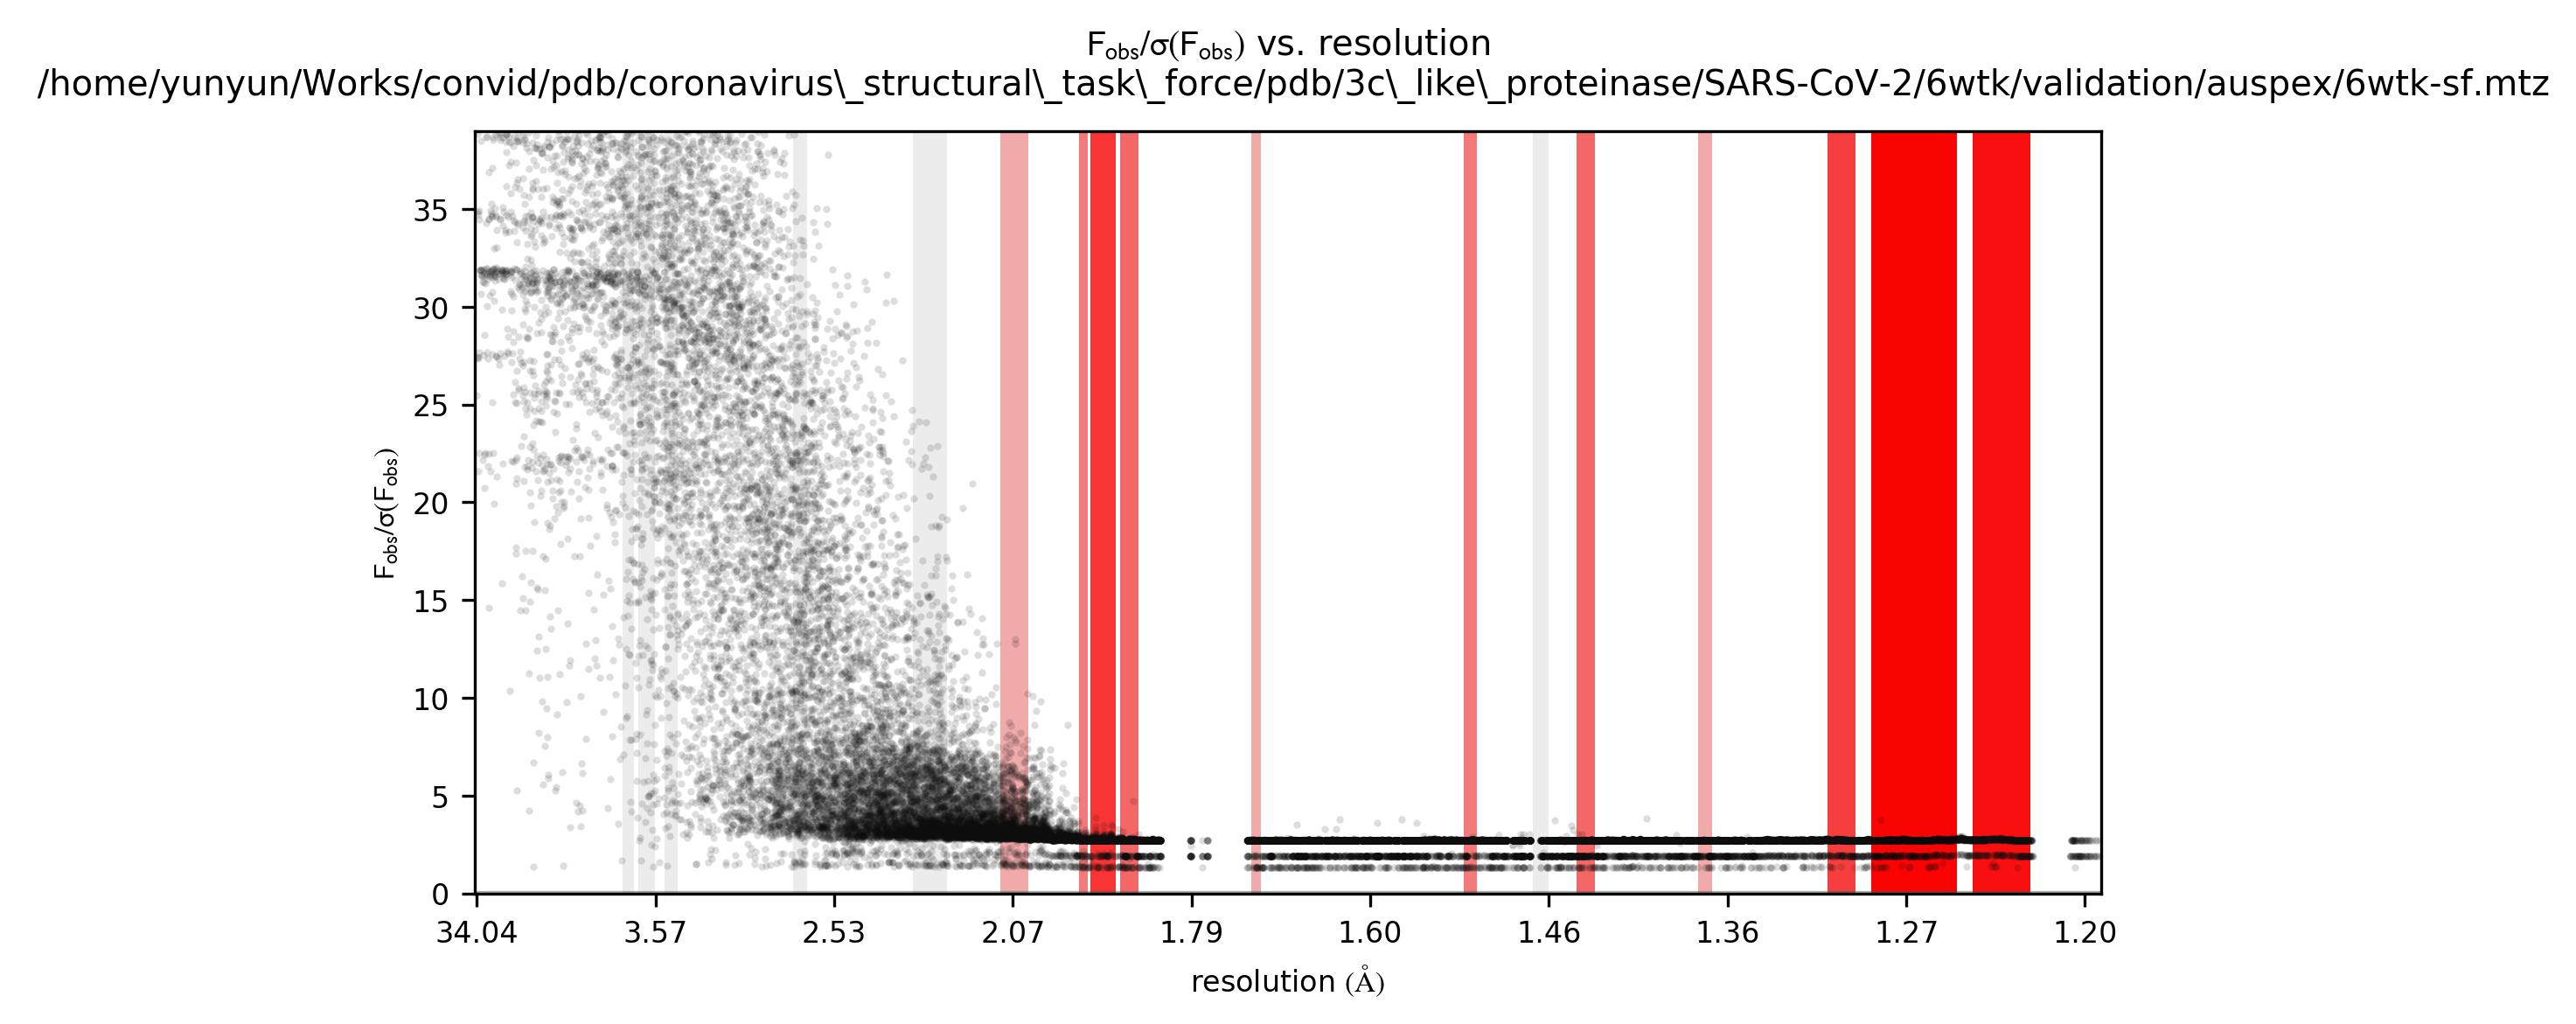 Fobs/σ(Fobs) vs. resolution
/home/yunyun/Works/convid/pdb/coronavirus\_structural\_task\_force/pdb/3c\_like\_proteinase/SARS-CoV-2/6wtk/validation/auspex/6wtk-sf.mtz
Fobs/σ(Fobs)
35
30
25
20
15
10
5
0
34.04 3.57 2.53 2.07 1.79 1.60 1.46 1.36 1.27 1.20
resolution (Å)